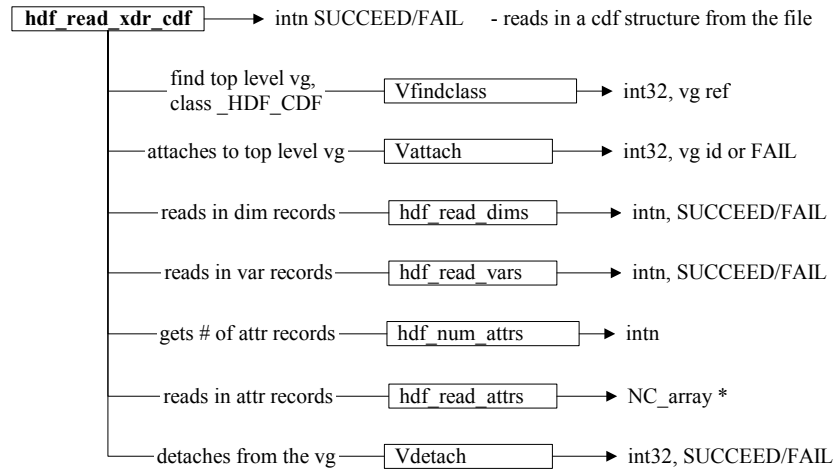 hdf_read_xdr_cdf intn SUCCEED/FAIL - reads in a cdf structure from the file
find top level vg,
class _HDF_CDF Vfindclass int32, vg ref
attaches to top level vg Vattach int32, vg id or FAIL
reads in dim records hdf_read_dims intn, SUCCEED/FAIL
reads in var records hdf_read_vars intn, SUCCEED/FAIL
gets # of attr records hdf_num_attrs intn
reads in attr records hdf_read_attrs NC_array *
detaches from the vg Vdetach int32, SUCCEED/FAIL